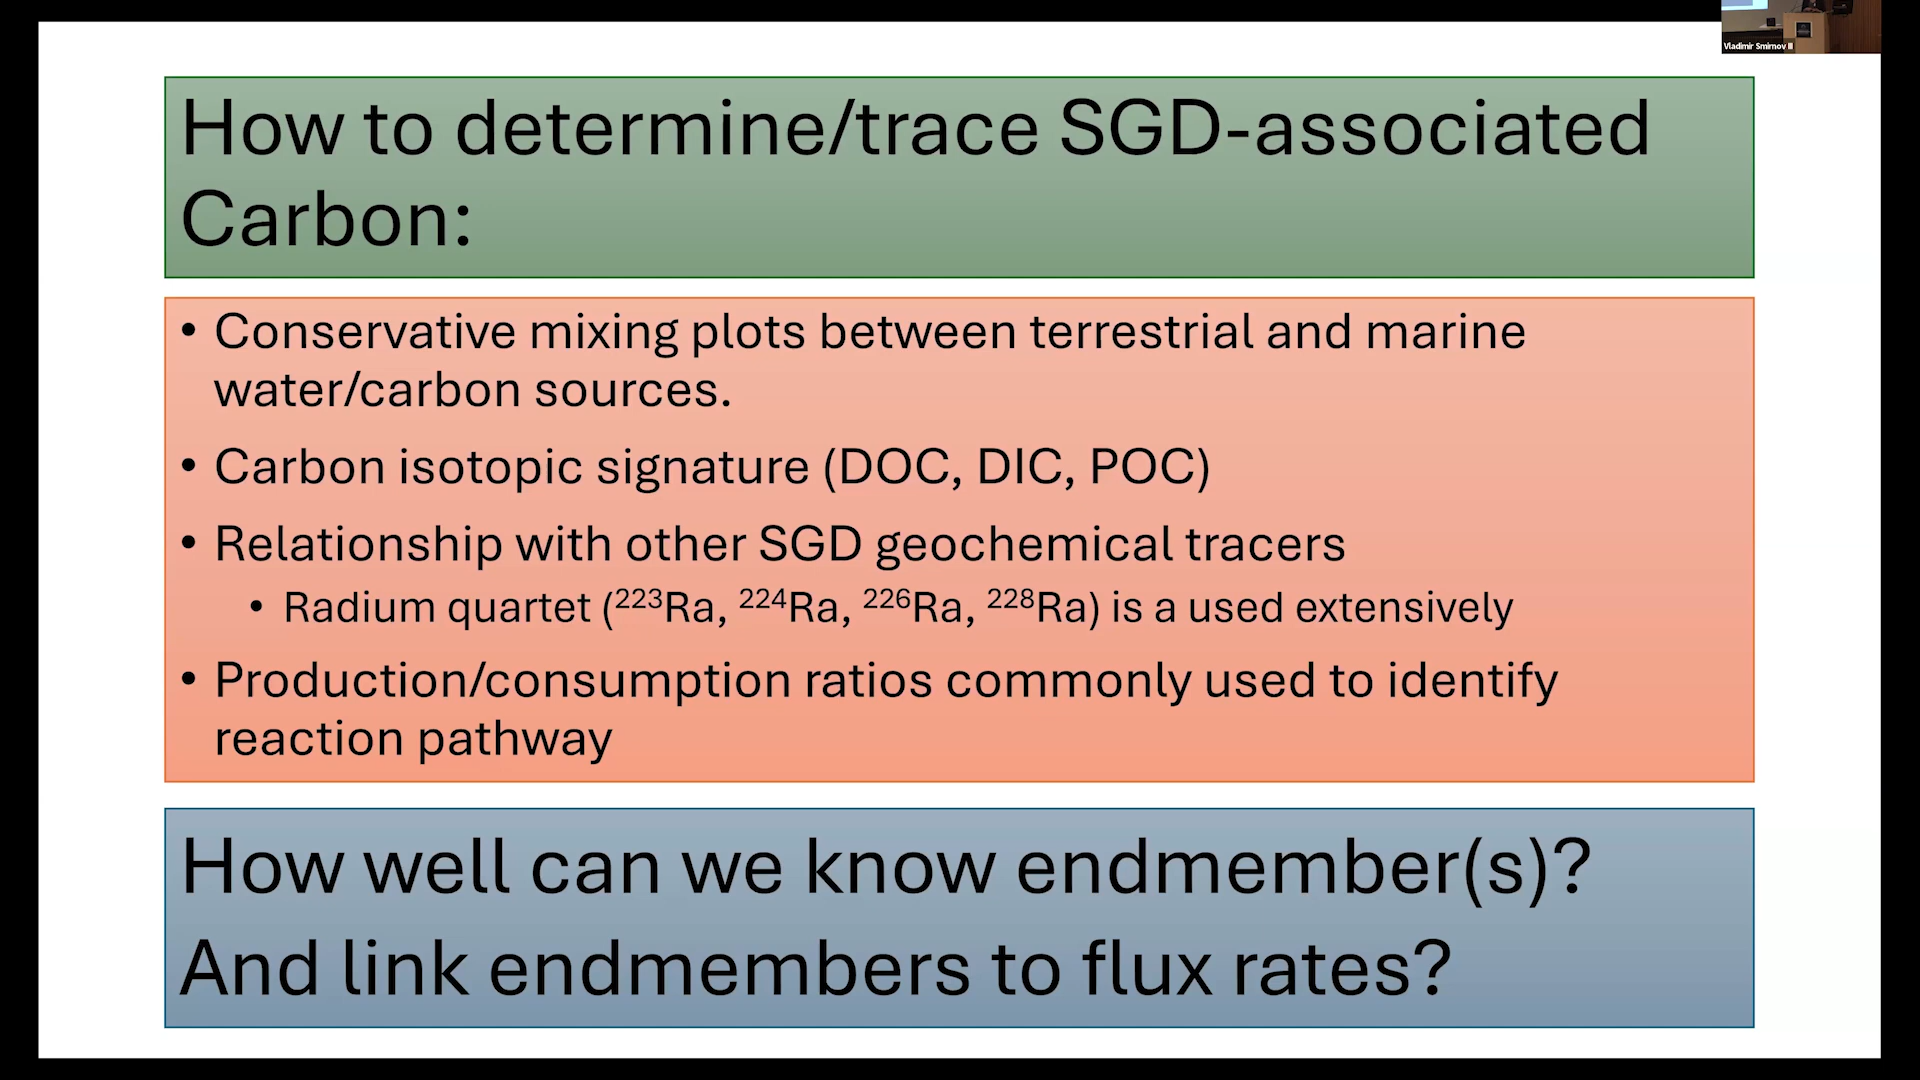 Vladimir Smirnov III
How to determine/trace SGD-associated
Carbon:
• Conservative mixing plots between terrestrial and marine
water/carbon sources.
• Carbon isotopic signature (DOC, DIC, POC)
• Relationship with other SGD geochemical tracers
• Radium quartet (²²³Ra, ²²⁴Ra, ²²⁶Ra, ²²⁸Ra) is a used extensively
• Production/consumption ratios commonly used to identify
reaction pathway
How well can we know endmember(s)?
And link endmembers to flux rates?